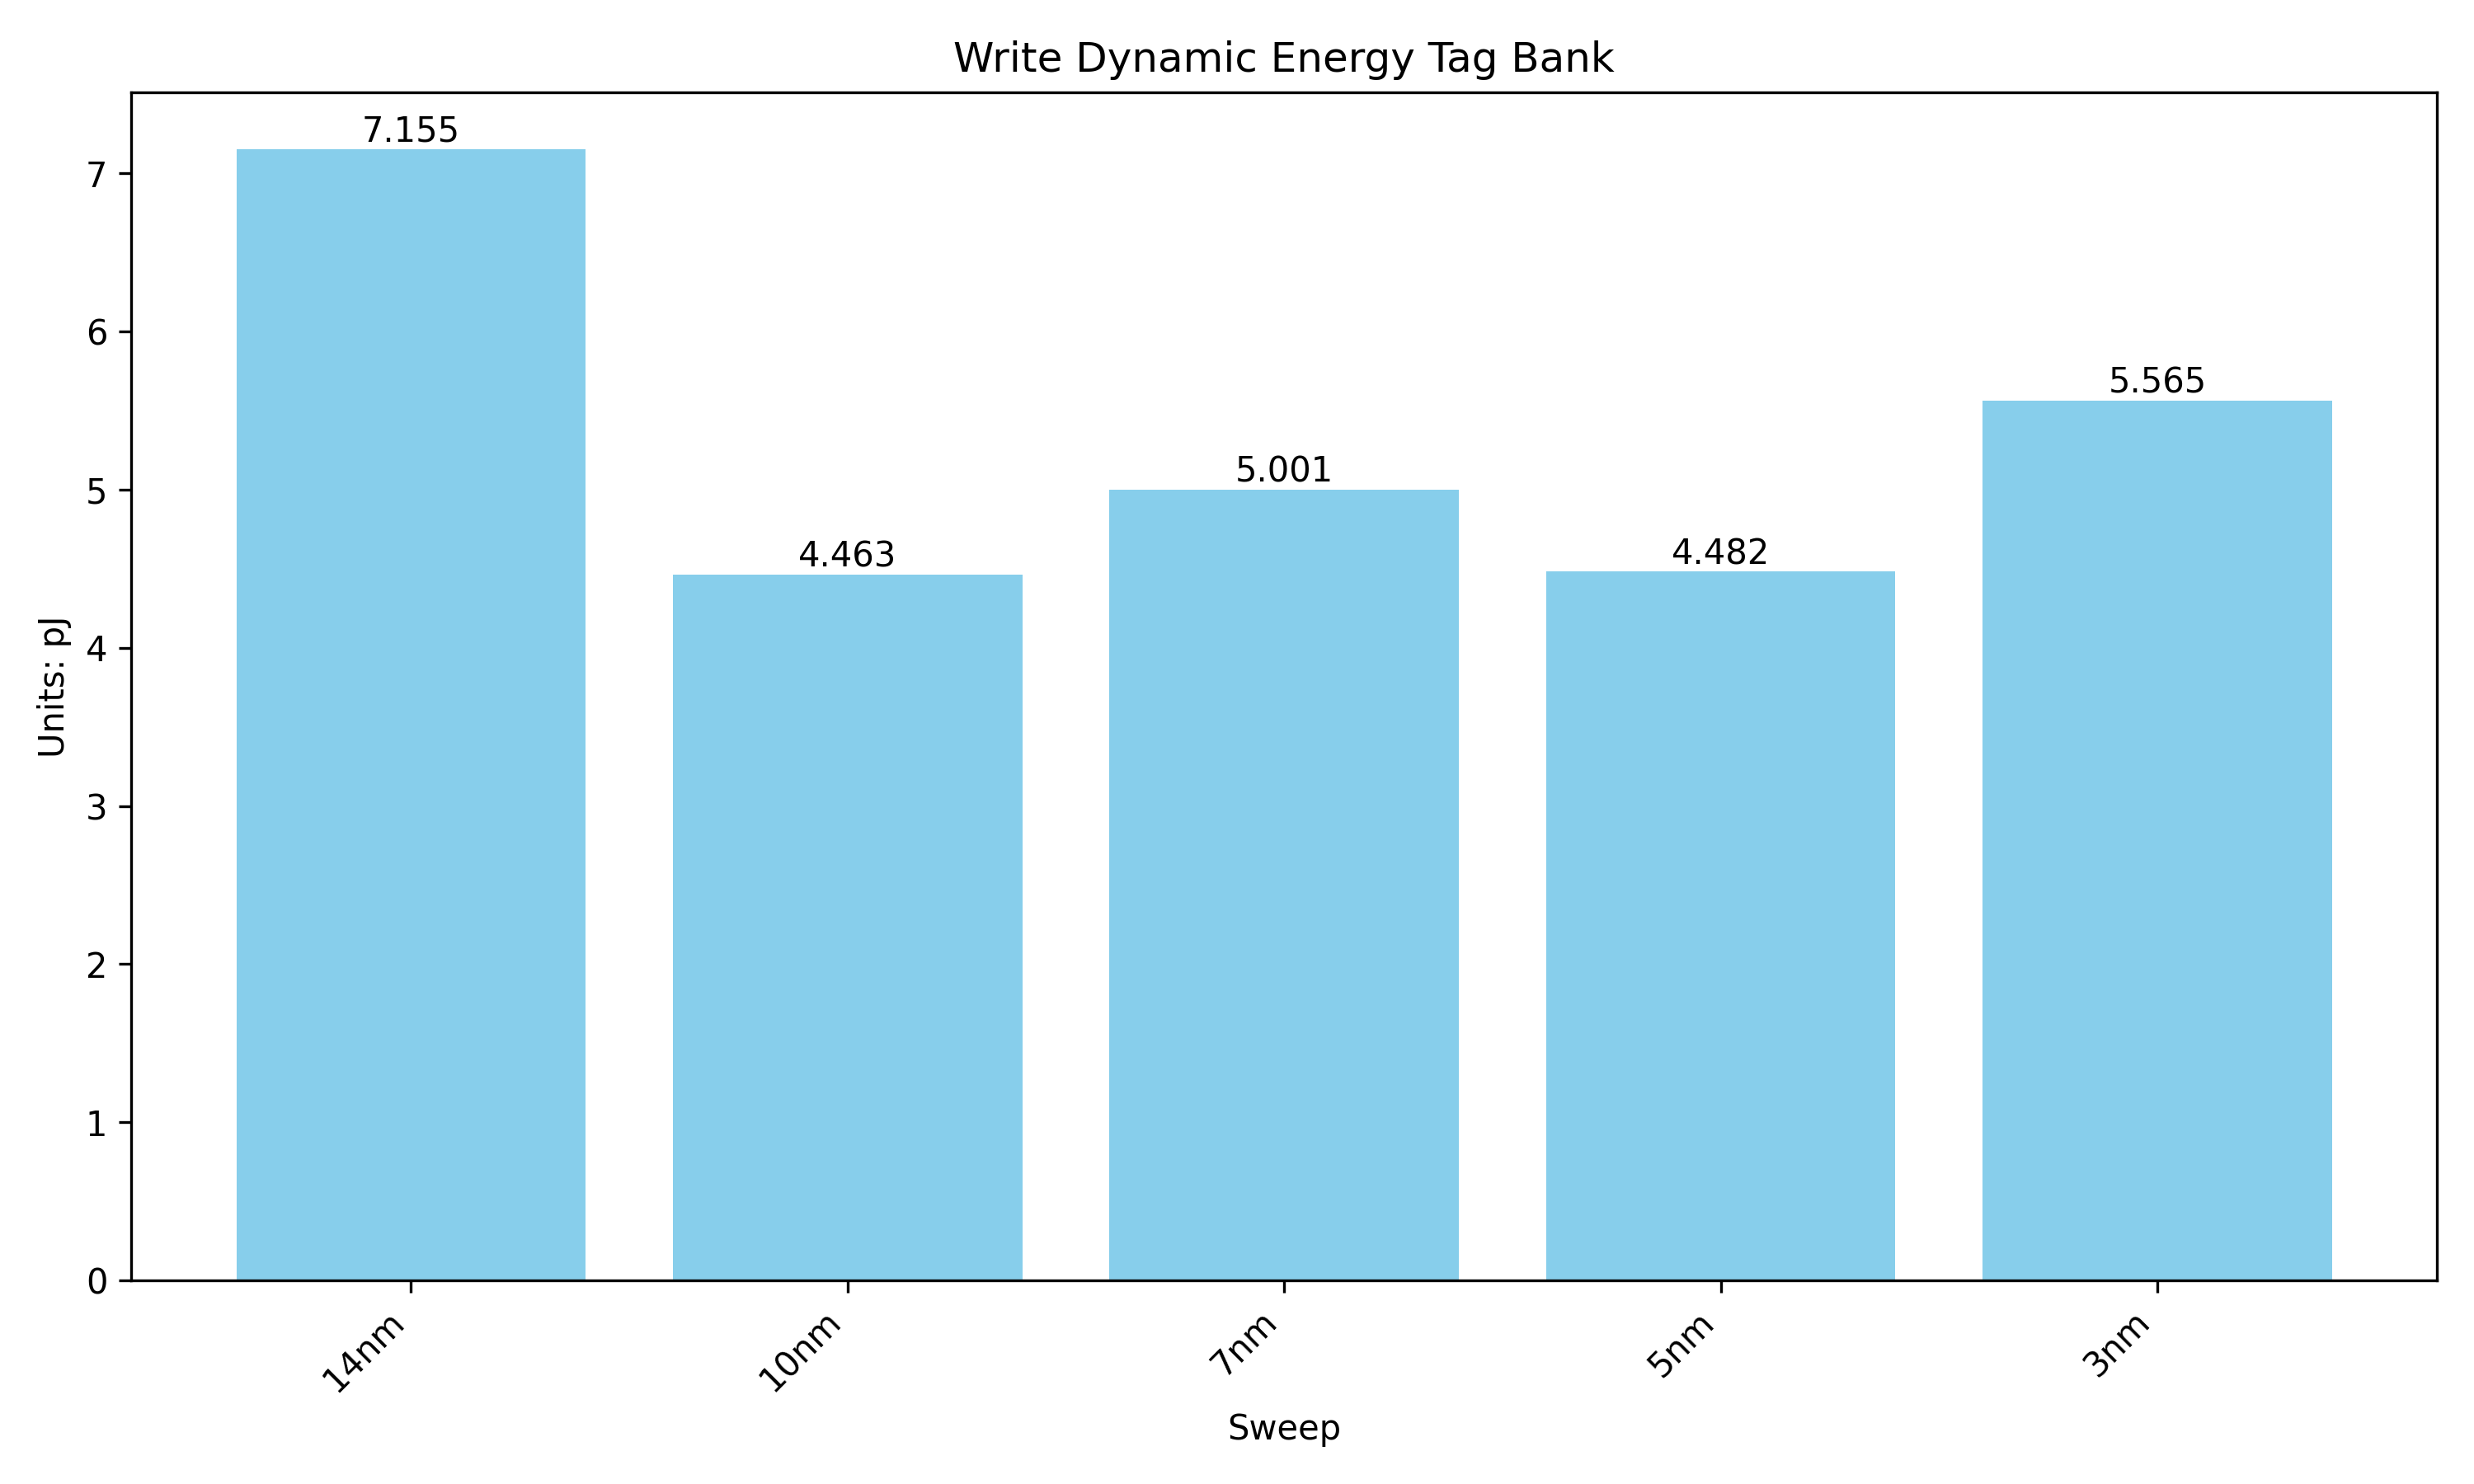 Write Dynamic Energy Tag Bank
7.155
4.463
5.001
4.482
5.565
Units: pJ
7
6
5
4
3
2
1
0
14nm
10nm
7nm
5nm
3nm
Sweep